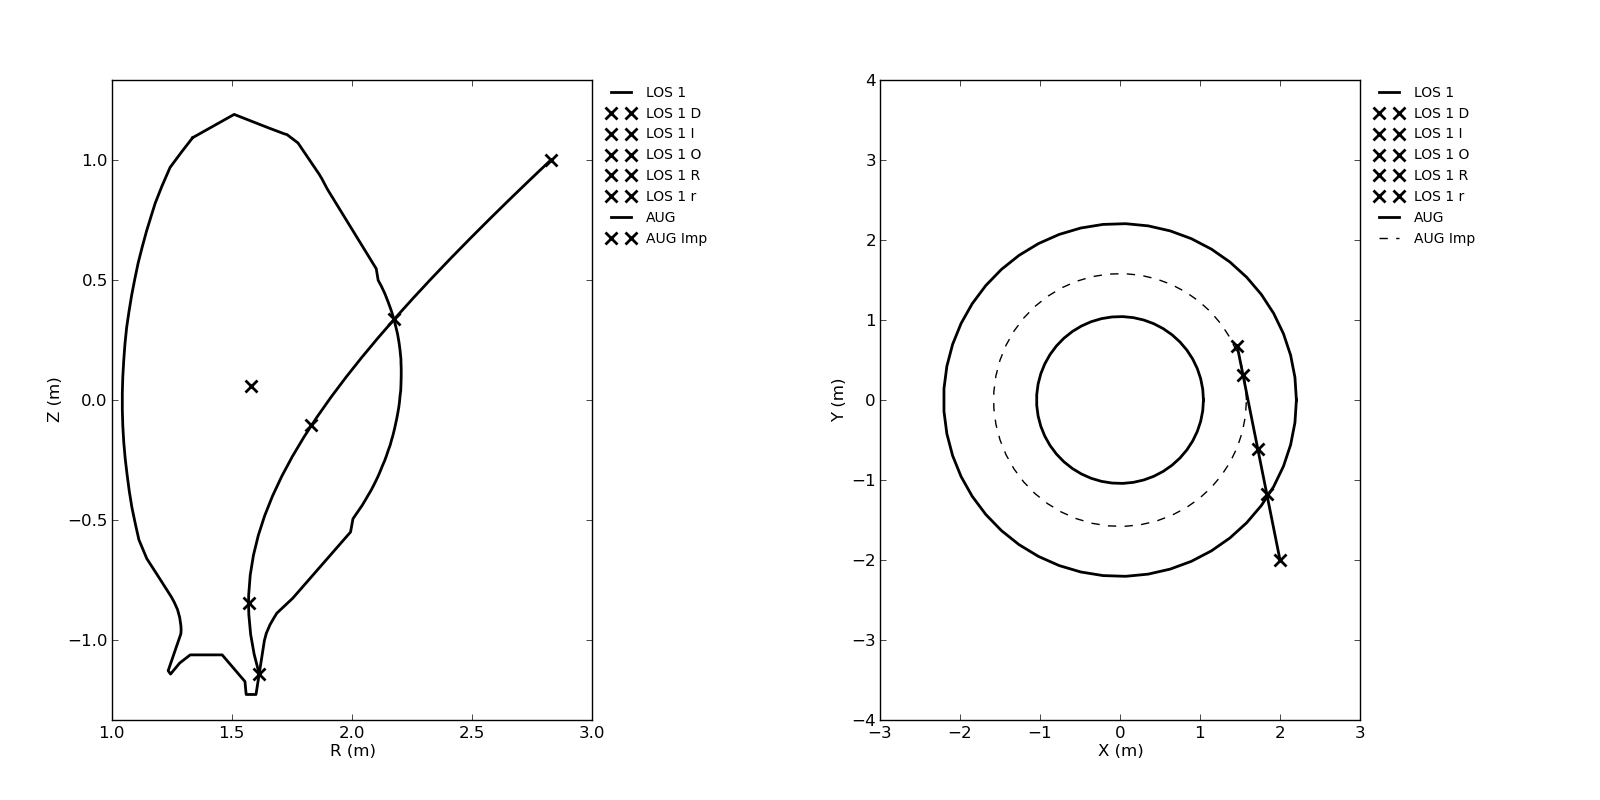 1.0
0.5
0.0
−0.5
−1.0
Z (m)
1.0 1.5 2.0 2.5 3.0
R (m)
LOS 1
LOS 1 D
LOS 1 I
LOS 1 O
LOS 1 R
LOS 1 r
AUG
AUG Imp
4
3
2
1
0
−1
−2
−3
−4
Y (m)
−3 −2 −1 0 1 2 3
X (m)
LOS 1
LOS 1 D
LOS 1 I
LOS 1 O
LOS 1 R
LOS 1 r
AUG
AUG Imp